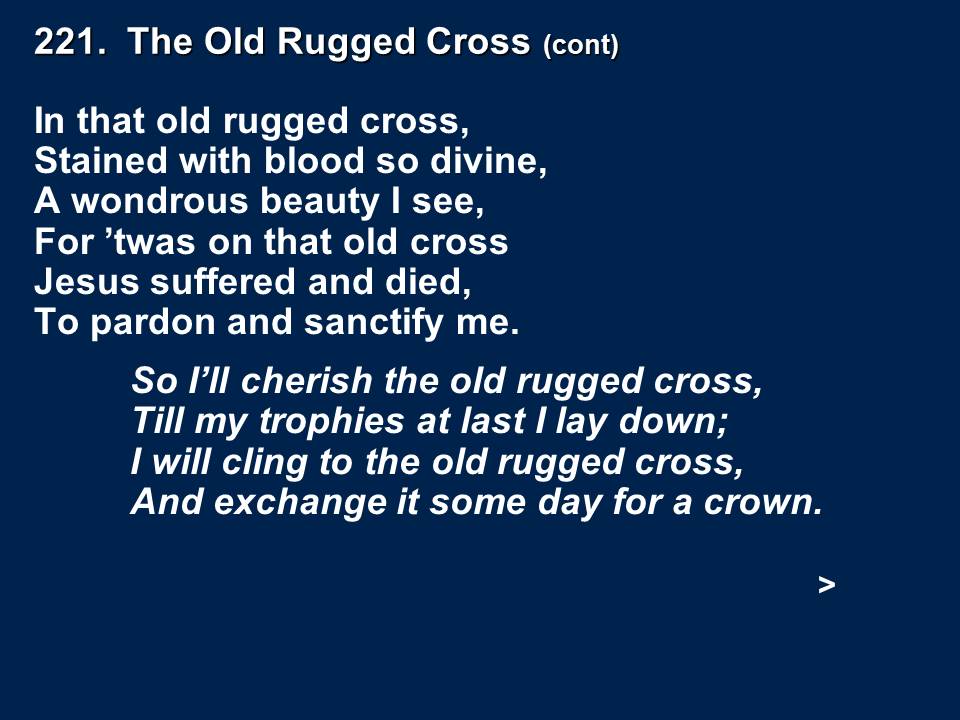 221. The Old Rugged Cross (cont)
In that old rugged cross,
Stained with blood so divine,
A wondrous beauty I see,
For ’twas on that old cross
Jesus suffered and died,
To pardon and sanctify me.
So I’ll cherish the old rugged cross,
Till my trophies at last I lay down;
I will cling to the old rugged cross,
And exchange it some day for a crown.
>